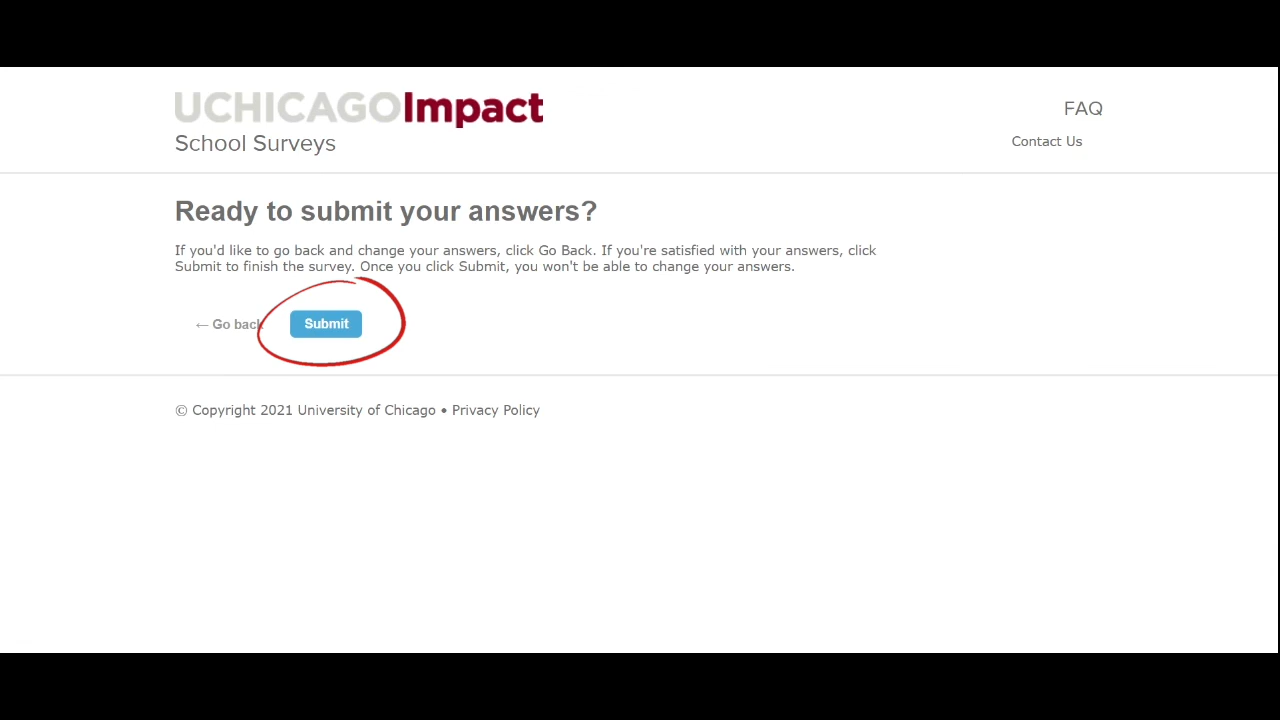 UCHICAGOImpact
School Surveys
FAQ
Contact Us
Ready to submit your answers?
If you'd like to go back and change your answers, click Go Back. If you're satisfied with your answers, click
Submit to finish the survey. Once you click Submit, you won't be able to change your answers.
← Go back
Submit
© Copyright 2021 University of Chicago • Privacy Policy